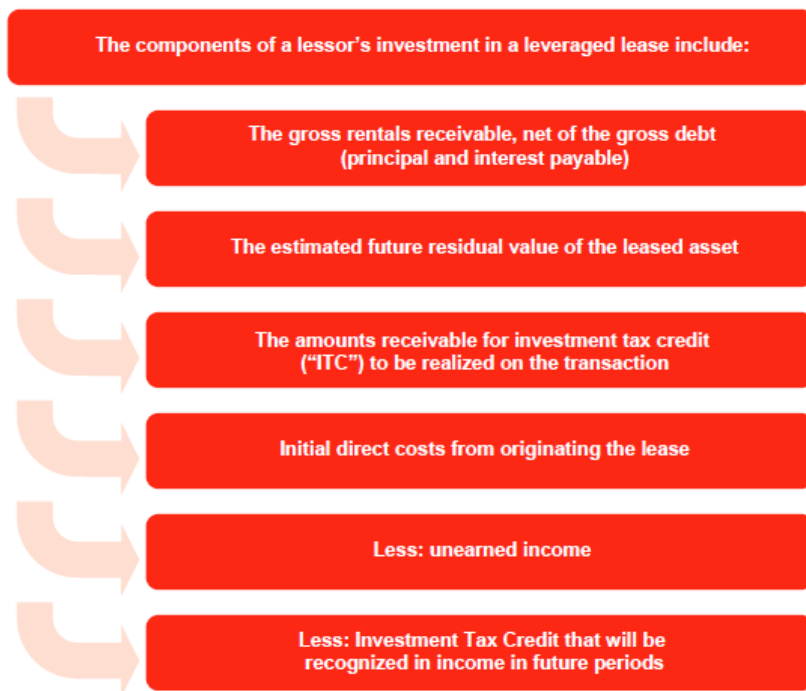 The components of a lessor's investment in a leveraged lease include:
The gross rentals receivable, net of the gross debt
(principal and interest payable)
The estimated future residual value of the leased asset
The amounts receivable for investment tax credit
(“ITC”) to be realized on the transaction
Initial direct costs from originating the lease
Less: unearned income
Less: Investment Tax Credit that will be
recognized in income in future periods